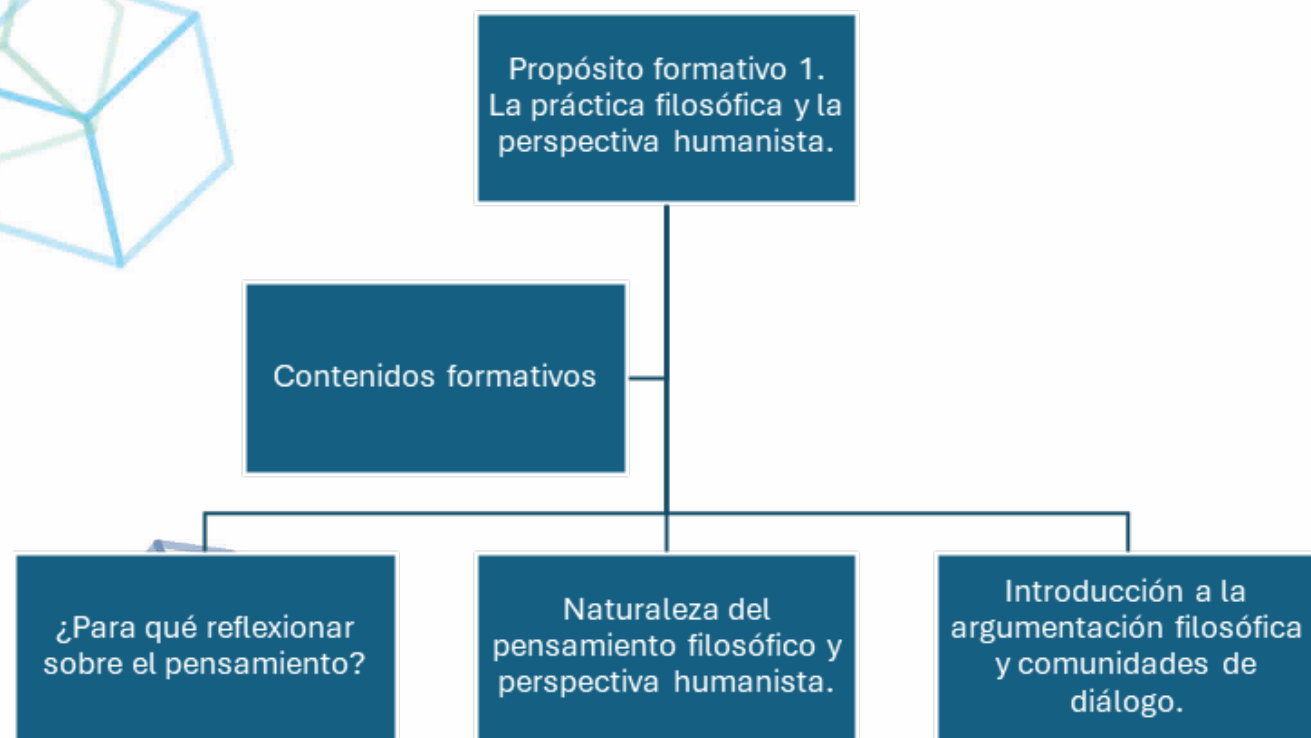 Propósito formativo 1.
La práctica filosófica y la
perspectiva humanista.
Contenidos formativos
¿Para qué reflexionar
sobre el pensamiento?
Naturaleza del
pensamiento filosófico y
perspectiva humanista.
Introducción a la
argumentación filosófica
y comunidades de
diálogo.